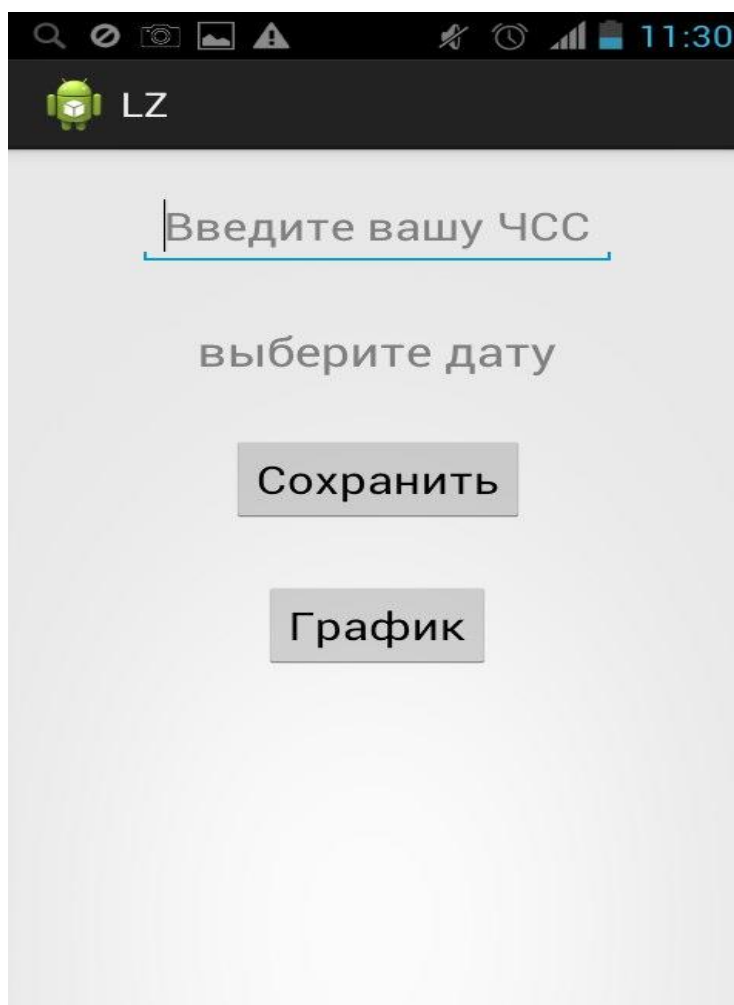 11:30
LZ
Введите вашу ЧСС
выберите дату
Сохранить
График